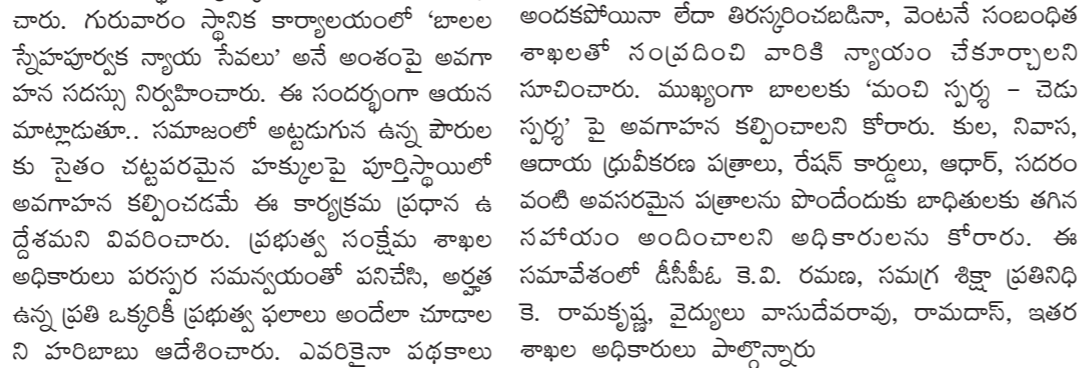 చారు. గురువారం స్థానిక కార్యాలయంలో ‘బాలల
స్నేహపూర్వక న్యాయ సేవలు’ అనే అంశంపై అవగా
హన సదస్సు నిర్వహించారు. ఈ సందర్భంగా ఆయన
మాట్లాడుతూ.. సమాజంలో అట్టడుగున ఉన్న పౌరుల
కు సైతం చట్టపరమైన హక్కులపై పూర్తిస్థాయిలో
అవగాహన కల్పించడమే ఈ కార్యక్రమ ప్రధాన ఉ
ద్దేశమని వివరించారు. ప్రభుత్వ సంక్షేమ శాఖల
అధికారులు పరస్పర సమన్వయంతో పనిచేసి, అర్హత
ఉన్న ప్రతి ఒక్కరికీ ప్రభుత్వ ఫలాలు అందేలా చూడాల
ని హరిబాబు ఆదేశించారు. ఎవరికైనా పథకాలు
అందకపోయినా లేదా తిరస్కరించబడినా, వెంటనే సంబంధిత
శాఖలతో సంప్రదించి వారికి న్యాయం చేకూర్చాలని
సూచించారు. ముఖ్యంగా బాలలకు ‘మంచి స్పర్శ – చెడు
స్పర్శ’ పై అవగాహన కల్పించాలని కోరారు. కుల, నివాస,
ఆదాయ ధ్రువీకరణ పత్రాలు, రేషన్ కార్డులు, ఆధార్, సదరం
వంటి అవసరమైన పత్రాలను పొందేందుకు బాధితులకు తగిన
సహాయం అందించాలని అధికారులను కోరారు. ఈ
సమావేశంలో డీసీపీఓ కె.వి. రమణ, సమగ్ర శిక్షా ప్రతినిధి
కె. రామకృష్ణ, వైద్యులు వాసుదేవరావు, రామదాస్, ఇతర
శాఖల అధికారులు పాల్గొన్నారు